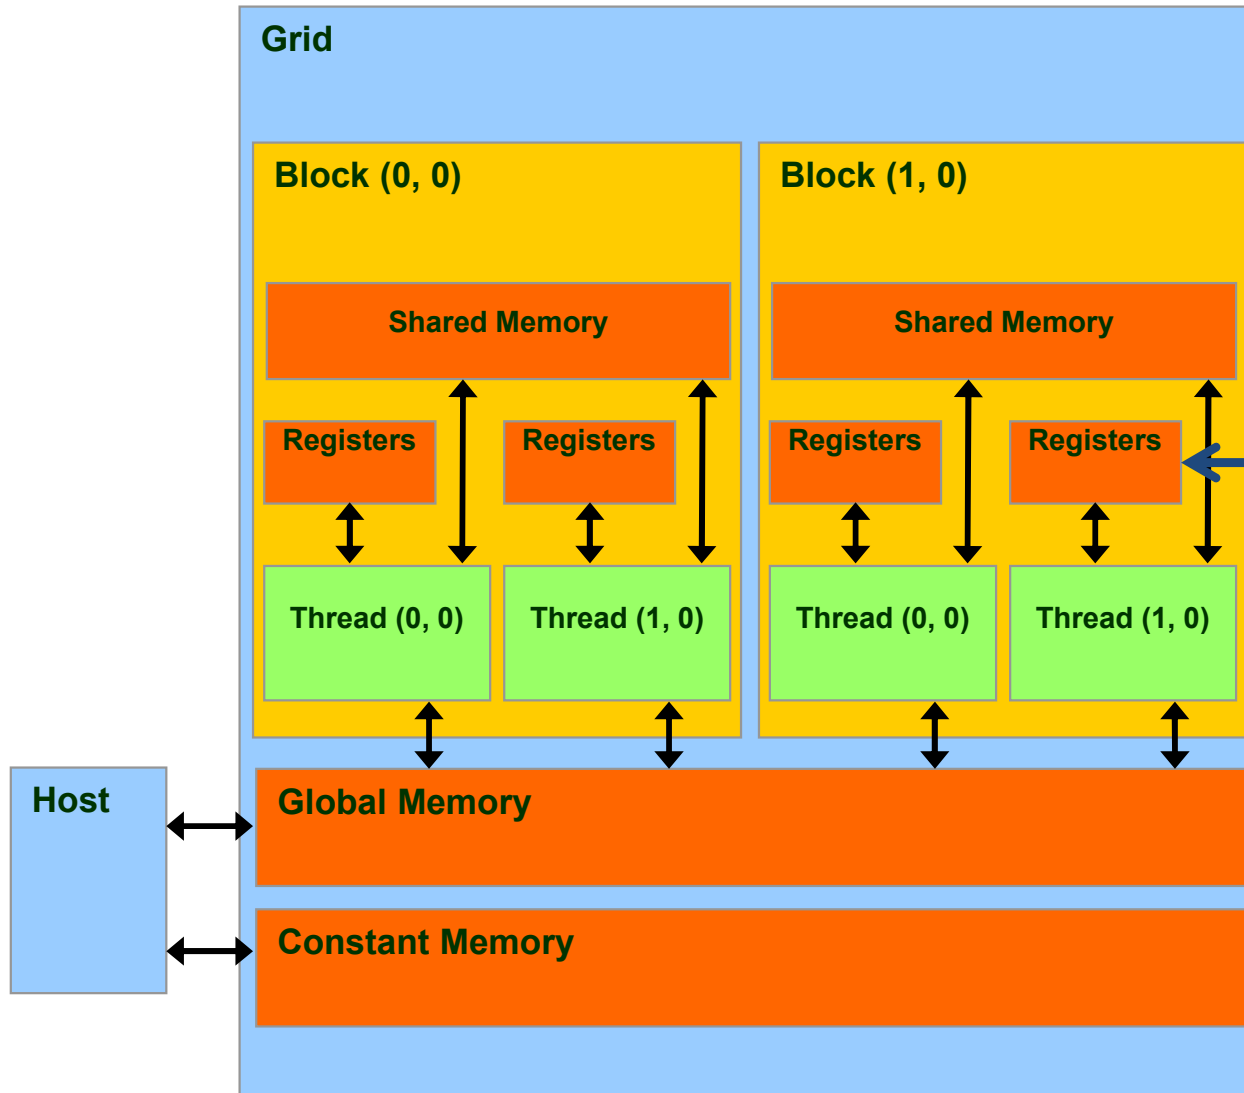 Grid
Block (0, 0)
Block (1, 0)
Shared Memory
Shared Memory
Registers
Registers
Registers
Registers
Thread (0, 0)
Thread (1, 0)
Thread (0, 0)
Thread (1, 0)
Host
Global Memory
Constant Memory